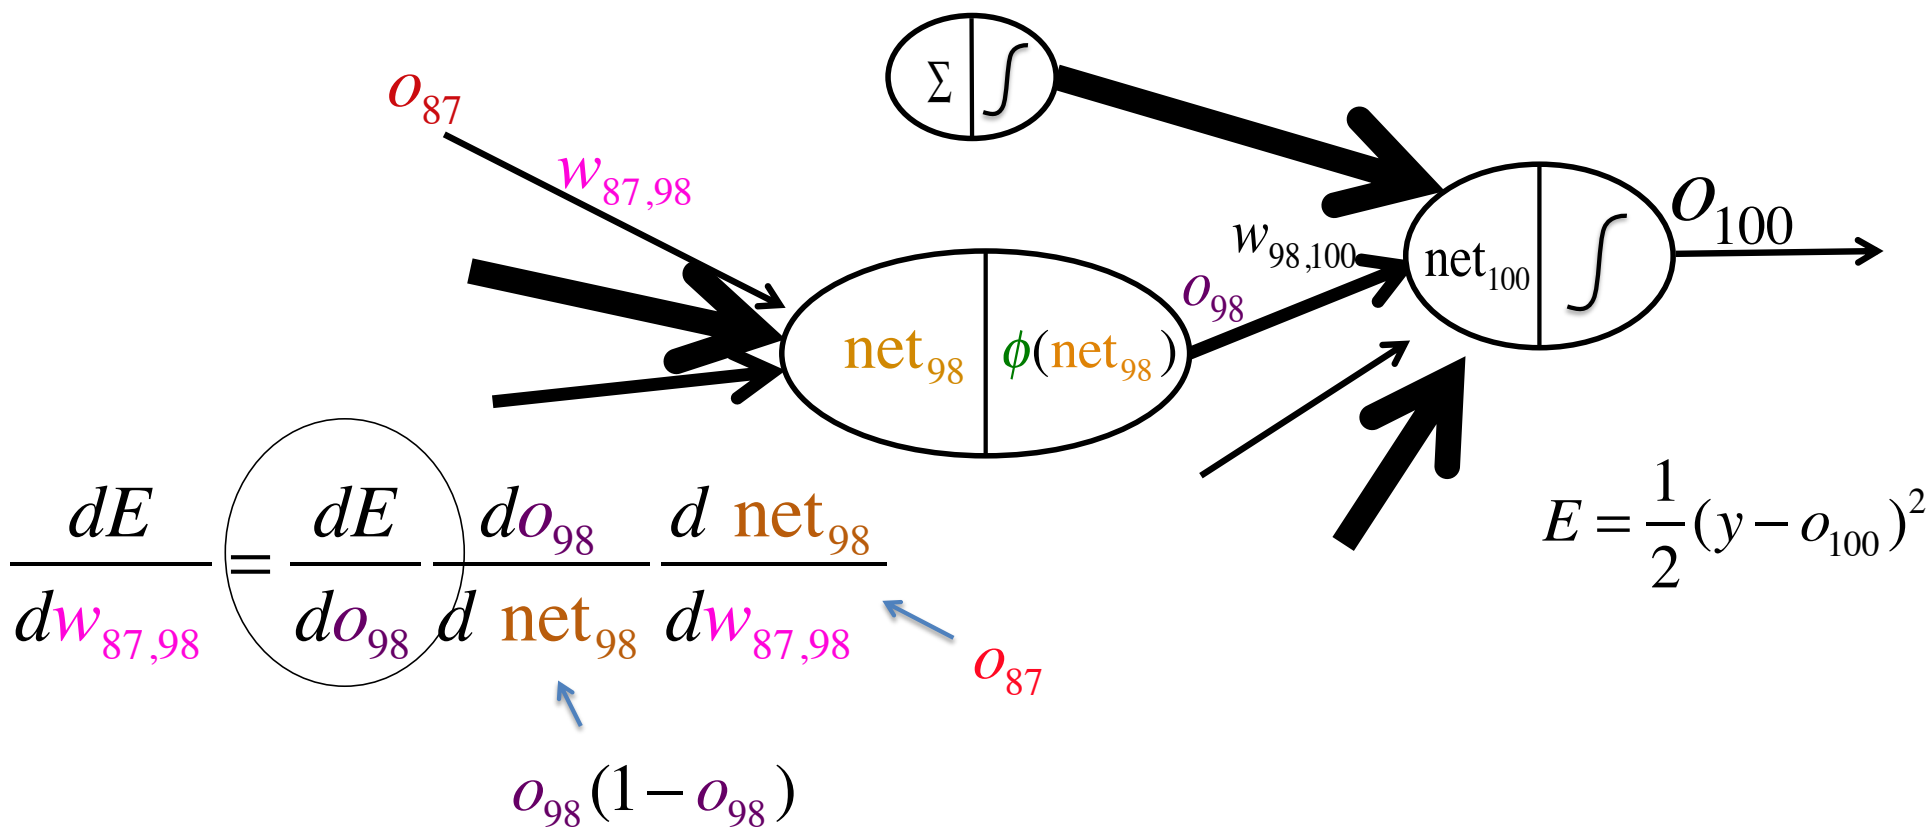 ∑ ∫
o₈₇
w₈₇,₉₈
o₁₀₀
w₉₈,₁₀₀
net₁₀₀ ∫
o₉₈
net₉₈ ϕ(net₉₈)
dE/dw₈₇,₉₈ = dE/do₉₈ do₉₈/d net₉₈ d net₉₈/dw₈₇,₉₈
E = 1/2 (y − o₁₀₀)²
o₈₇
o₉₈(1 − o₉₈)